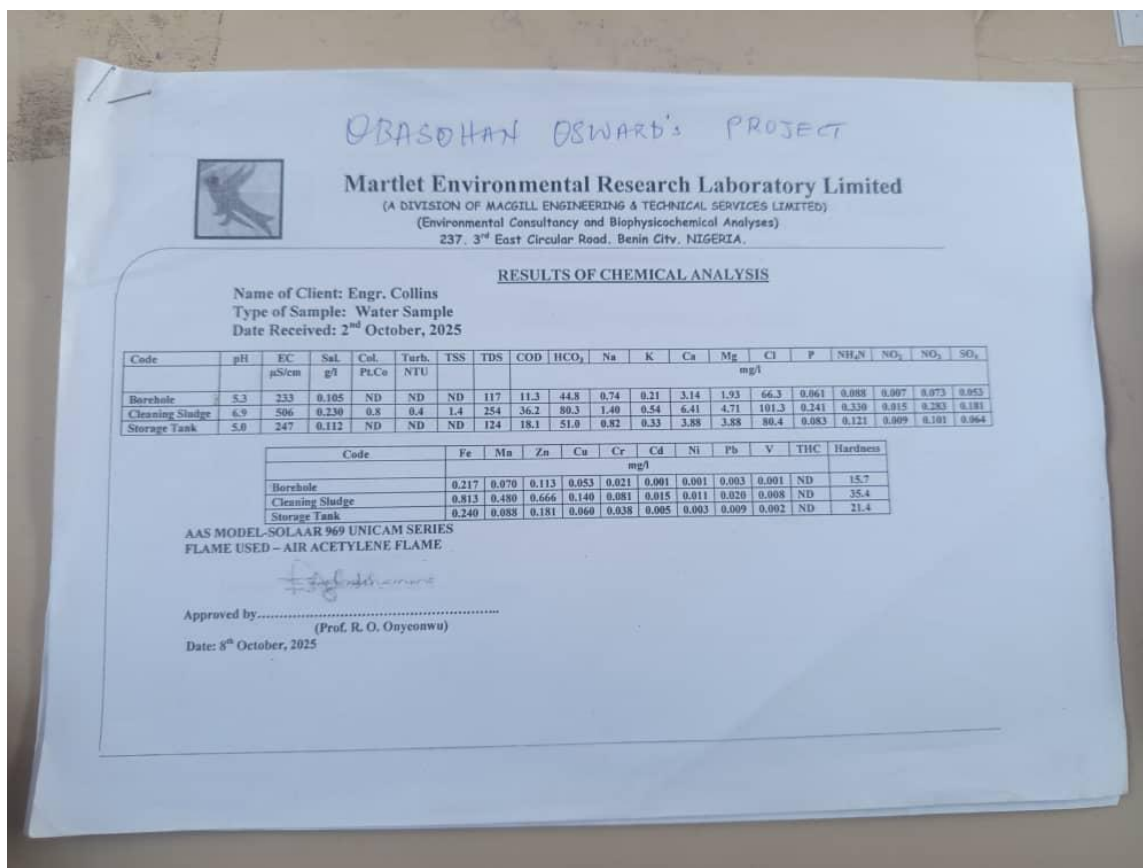 OBASOHAN OSWARD's PROJECT
Martlet Environmental Research Laboratory Limited
(A DIVISION OF MACGILL ENGINEERING & TECHNICAL SERVICES LIMITED)
(Environmental Consultancy and Biophysicochemical Analyses)
237, 3rd East Circular Road, Benin City, NIGERIA.
RESULTS OF CHEMICAL ANALYSIS
Name of Client: Engr. Collins
Type of Sample: Water Sample
Date Received: 2nd October, 2025
Code pH EC Sal. Col. Turb. TSS TDS COD HCO3 Na K Ca Mg Cl P NH4N NO2 NO3 SO4
µS/cm g/l Pt.Co NTU mg/l
Borehole 5.3 233 0.105 ND ND ND 117 11.3 44.8 0.74 0.21 3.14 1.93 66.3 0.061 0.088 0.007 0.073 0.053
Cleaning Sludge 6.9 506 0.230 0.8 0.4 1.4 254 36.2 80.3 1.40 0.54 6.41 4.71 101.3 0.241 0.330 0.015 0.283 0.181
Storage Tank 5.0 247 0.112 ND ND ND 124 18.1 51.0 0.82 0.33 3.88 3.88 80.4 0.083 0.121 0.009 0.101 0.064
Code Fe Mn Zn Cu Cr Cd Ni Pb V THC Hardness
mg/l
Borehole 0.217 0.070 0.113 0.053 0.021 0.001 0.001 0.003 0.001 ND 15.7
Cleaning Sludge 0.813 0.480 0.666 0.140 0.081 0.015 0.011 0.020 0.008 ND 35.4
Storage Tank 0.240 0.088 0.181 0.060 0.038 0.005 0.003 0.009 0.002 ND 21.4
AAS MODEL-SOLAAR 969 UNICAM SERIES
FLAME USED – AIR ACETYLENE FLAME
Approved by........................................................
(Prof. R. O. Onyeonwu)
Date: 8th October, 2025